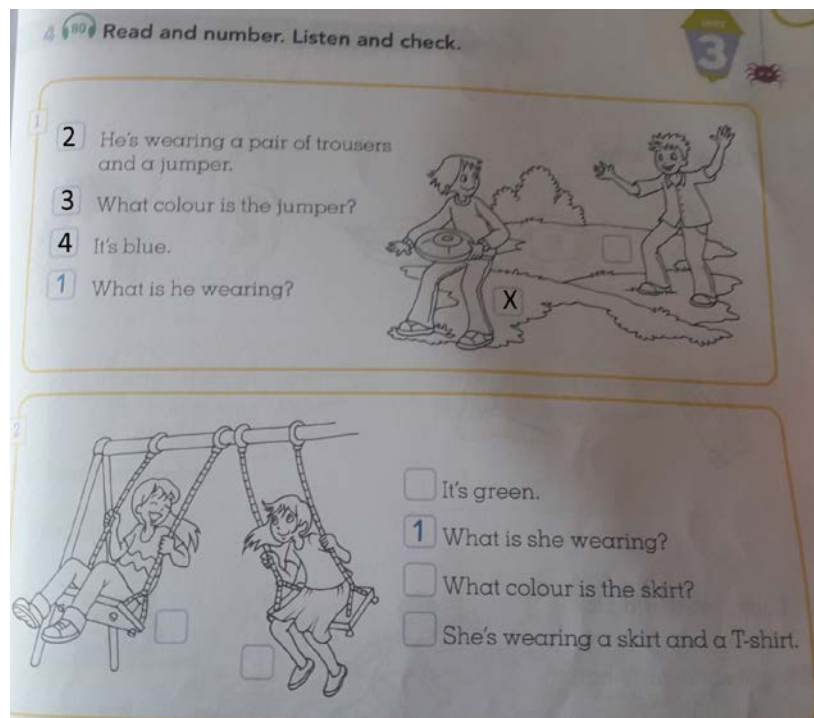 4 80 Read and number. Listen and check.
UNIT
3
1
2 He's wearing a pair of trousers
and a jumper.
3 What colour is the jumper?
4 It's blue.
1 What is he wearing?
X
2
It's green.
1 What is she wearing?
What colour is the skirt?
She's wearing a skirt and a T-shirt.